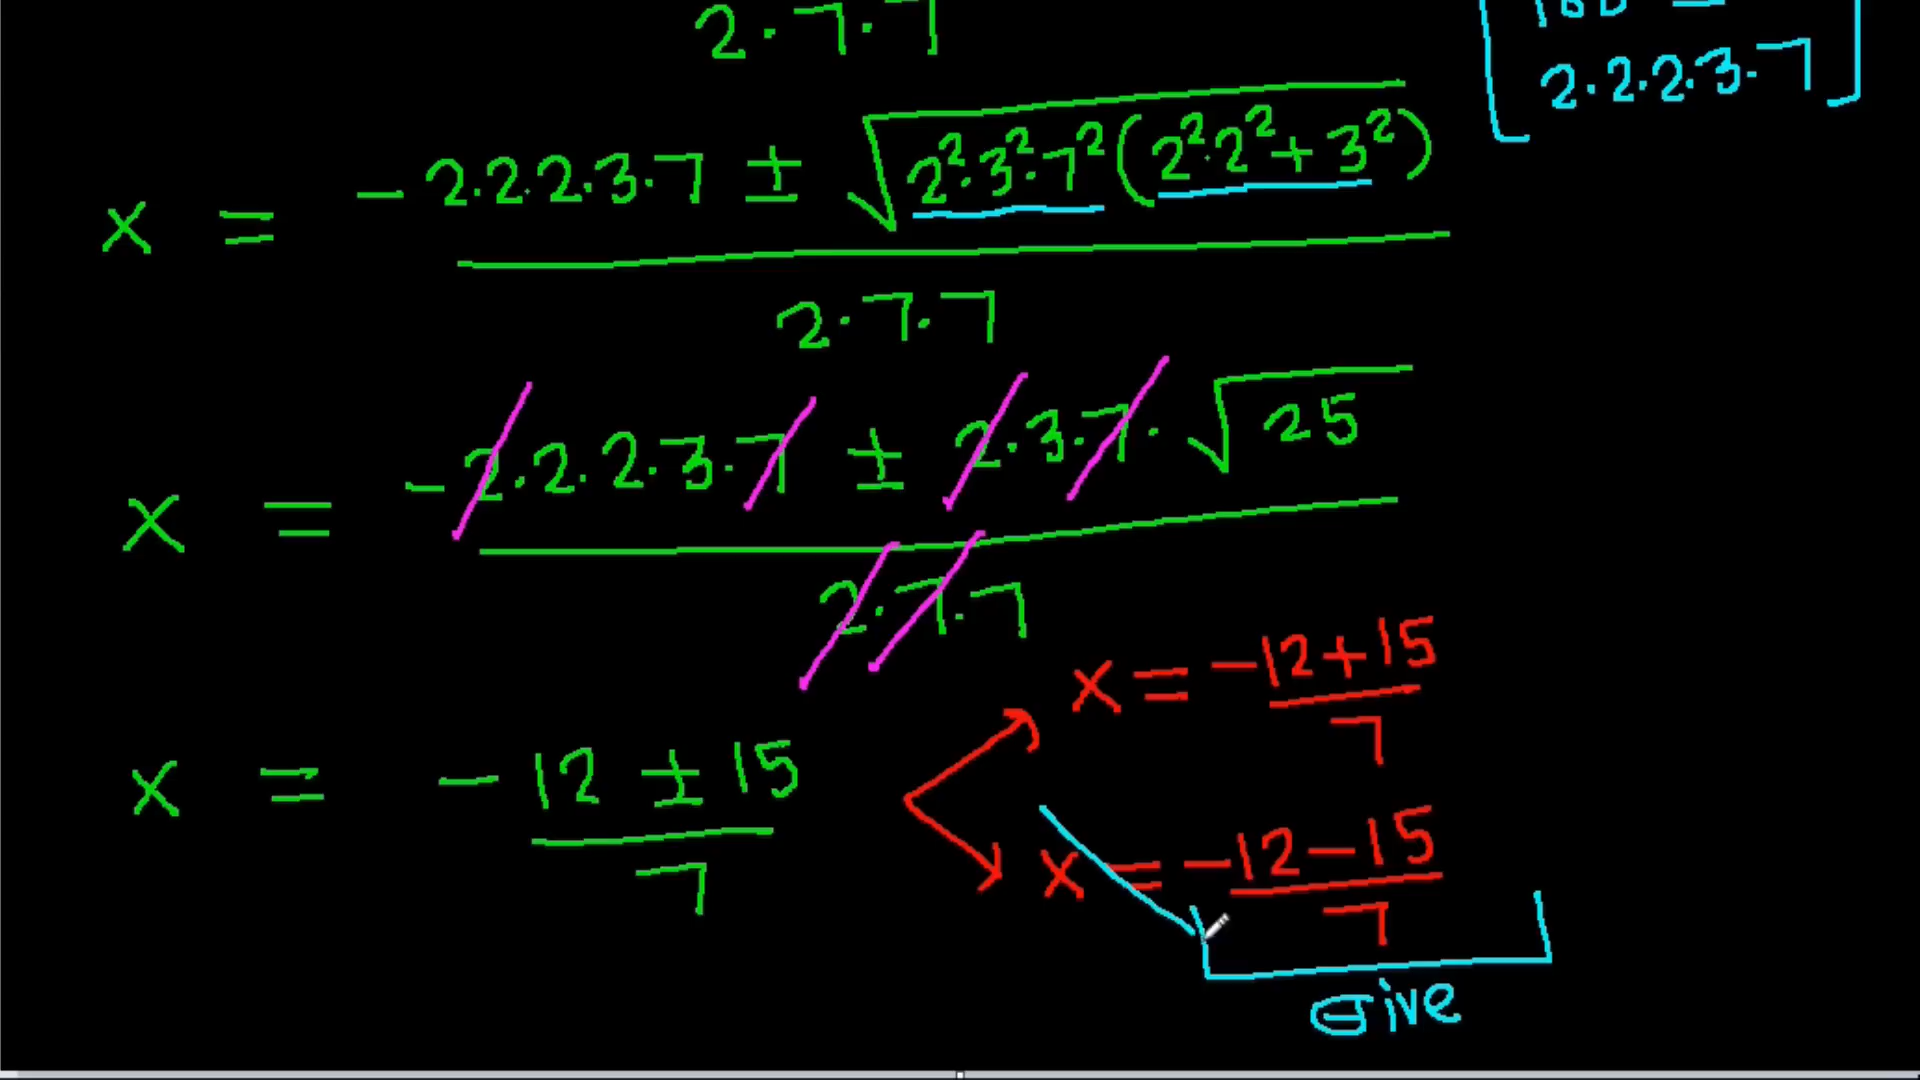 2·7·7
168 =
2·2·2·3·7
x = -2·2·2·3·7 ± √2²·3²·7²(2²·2²+3²)
2·7·7
x = -2·2·2·3·7 ± 2·3·7·√25
2·7·7
x = -12+15
7
x = -12±15
7
x = -12-15
7